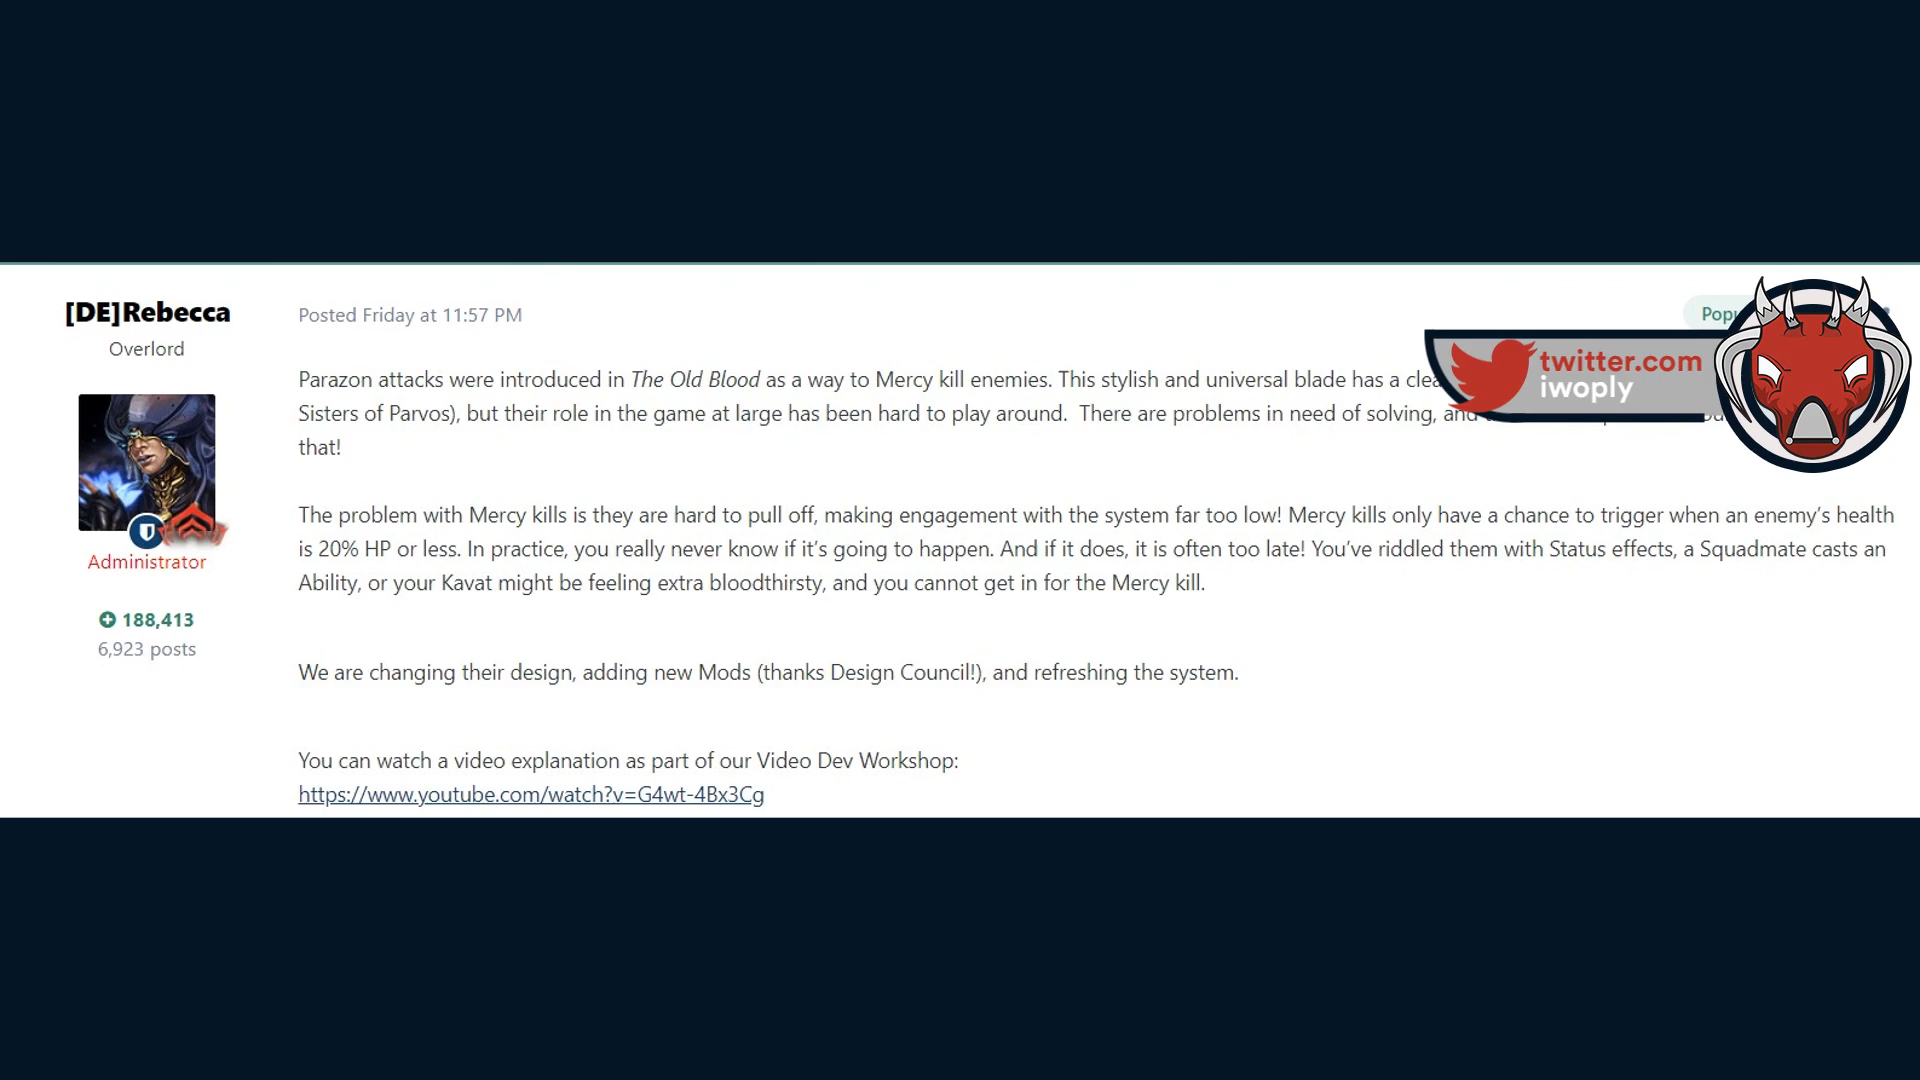 [DE]Rebecca
Overlord
Administrator
188,413
6,923 posts
Posted Friday at 11:57 PM
twitter.com
iwoply
Parazon attacks were introduced in The Old Blood as a way to Mercy kill enemies. This stylish and universal blade has a
Sisters of Parvos), but their role in the game at large has been hard to play around.  There are problems in need of solving, and
that!
The problem with Mercy kills is they are hard to pull off, making engagement with the system far too low! Mercy kills only have a chance to trigger when an enemy’s health
is 20% HP or less. In practice, you really never know if it’s going to happen. And if it does, it is often too late! You’ve riddled them with Status effects, a Squadmate casts an
Ability, or your Kavat might be feeling extra bloodthirsty, and you cannot get in for the Mercy kill.
We are changing their design, adding new Mods (thanks Design Council!), and refreshing the system.
You can watch a video explanation as part of our Video Dev Workshop:
https://www.youtube.com/watch?v=G4wt-4Bx3Cg